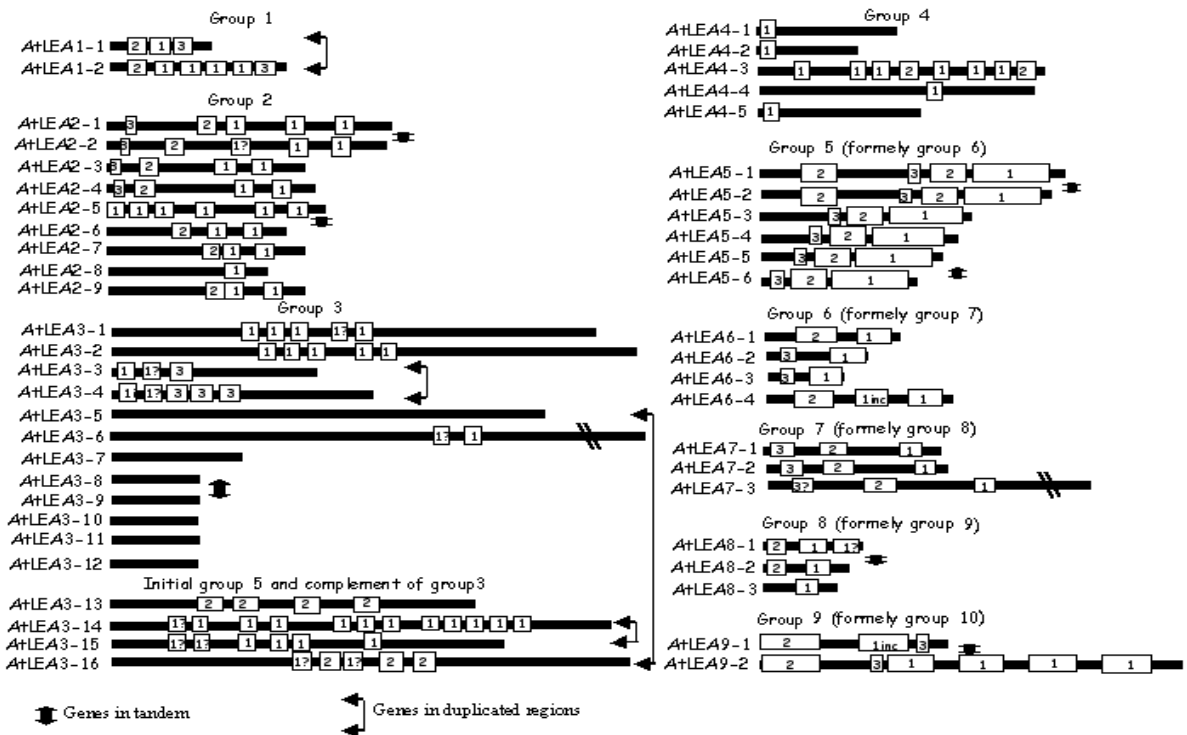 Group 1
AtLEA1-1 2 1 3
AtLEA1-2 2 1 1 1 1 3
Group 2
AtLEA2-1 3 2 1 1 1
AtLEA2-2 3 2 1? 1 1
AtLEA2-3 3 2 1 1
AtLEA2-4 3 2 1 1
AtLEA2-5 1 1 1 1 1 1
AtLEA2-6 2 1 1
AtLEA2-7 2 1 1
AtLEA2-8 1
AtLEA2-9 2 1 1
Group 3
AtLEA3-1 1 1 1 1? 1
AtLEA3-2 1 1 1 1 1
AtLEA3-3 1 1? 3
AtLEA3-4 1? 1? 3 3 3
AtLEA3-5
AtLEA3-6 1? 1
AtLEA3-7
AtLEA3-8
AtLEA3-9
AtLEA3-10
AtLEA3-11
AtLEA3-12
Initial group 5 and complement of group3
AtLEA3-13 2 2 2 2
AtLEA3-14 1? 1 1 1 1 1 1 1 1 1 1 1
AtLEA3-15 1? 1? 1 1 1 1
AtLEA3-16 1? 2 1? 2 2
Genes in tandem
Genes in duplicated regions
Group 4
AtLEA4-1 1
AtLEA4-2 1
AtLEA4-3 1 1 1 2 1 1 1 2
AtLEA4-4 1
AtLEA4-5 1
Group 5 (formely group 6)
AtLEA5-1 2 3 2 1
AtLEA5-2 2 3 2 1
AtLEA5-3 3 2 1
AtLEA5-4 3 2 1
AtLEA5-5 3 2 1
AtLEA5-6 3 2 1
Group 6 (formely group 7)
AtLEA6-1 2 1
AtLEA6-2 3 1
AtLEA6-3 3 1
AtLEA6-4 2 1inc 1
Group 7 (formely group 8)
AtLEA7-1 3 2 1
AtLEA7-2 3 2 1
AtLEA7-3 3? 2 1
Group 8 (formely group 9)
AtLEA8-1 2 1 1?
AtLEA8-2 2 1
AtLEA8-3 1
Group 9 (formely group 10)
AtLEA9-1 2 1inc 3
AtLEA9-2 2 3 1 1 1 1